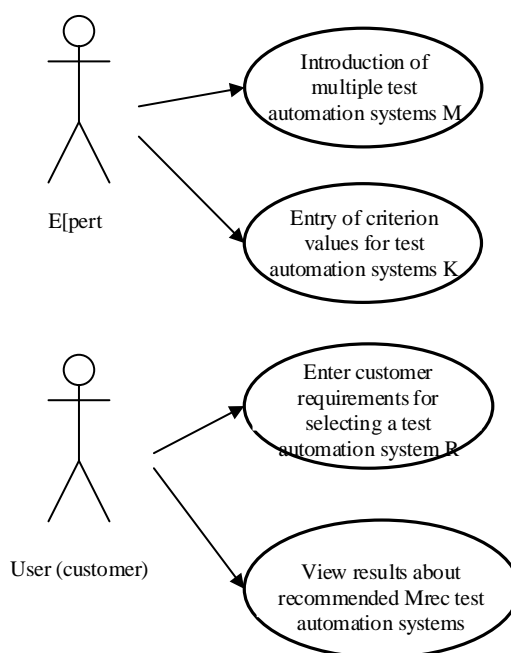 Introduction of
multiple test
automation systems M
E[pert
Entry of criterion
values for test
automation systems K
Enter customer
requirements for
selecting a test
automation system R
User (customer)
View results about
recommended Mrec test
automation systems